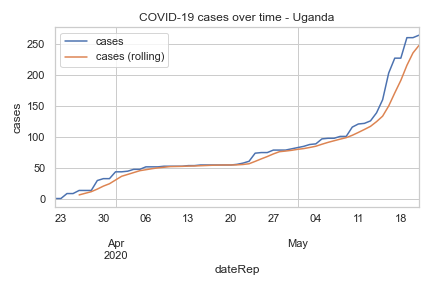 COVID-19 cases over time - Uganda
cases
cases (rolling)
250
200
150
100
50
0
cases
23 30 06 13 20 27 04 11 18
Apr May
2020
dateRep